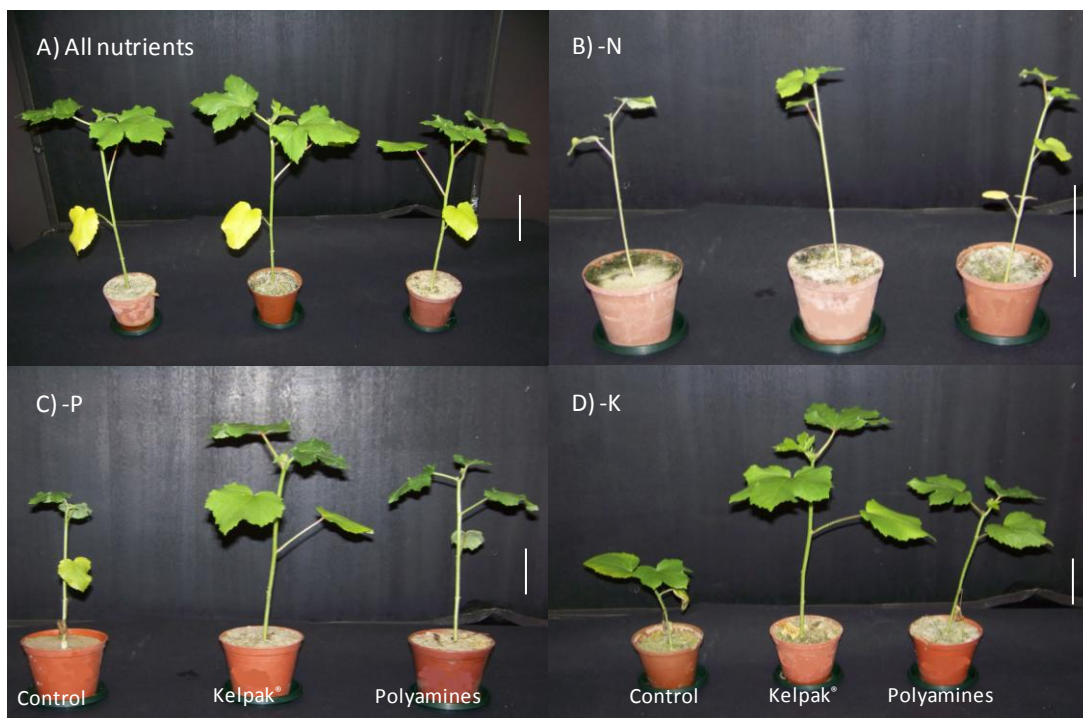 A) All nutrients
B) -N
C) -P
D) -K
Control
Kelpak®
Polyamines
Control
Kelpak®
Polyamines